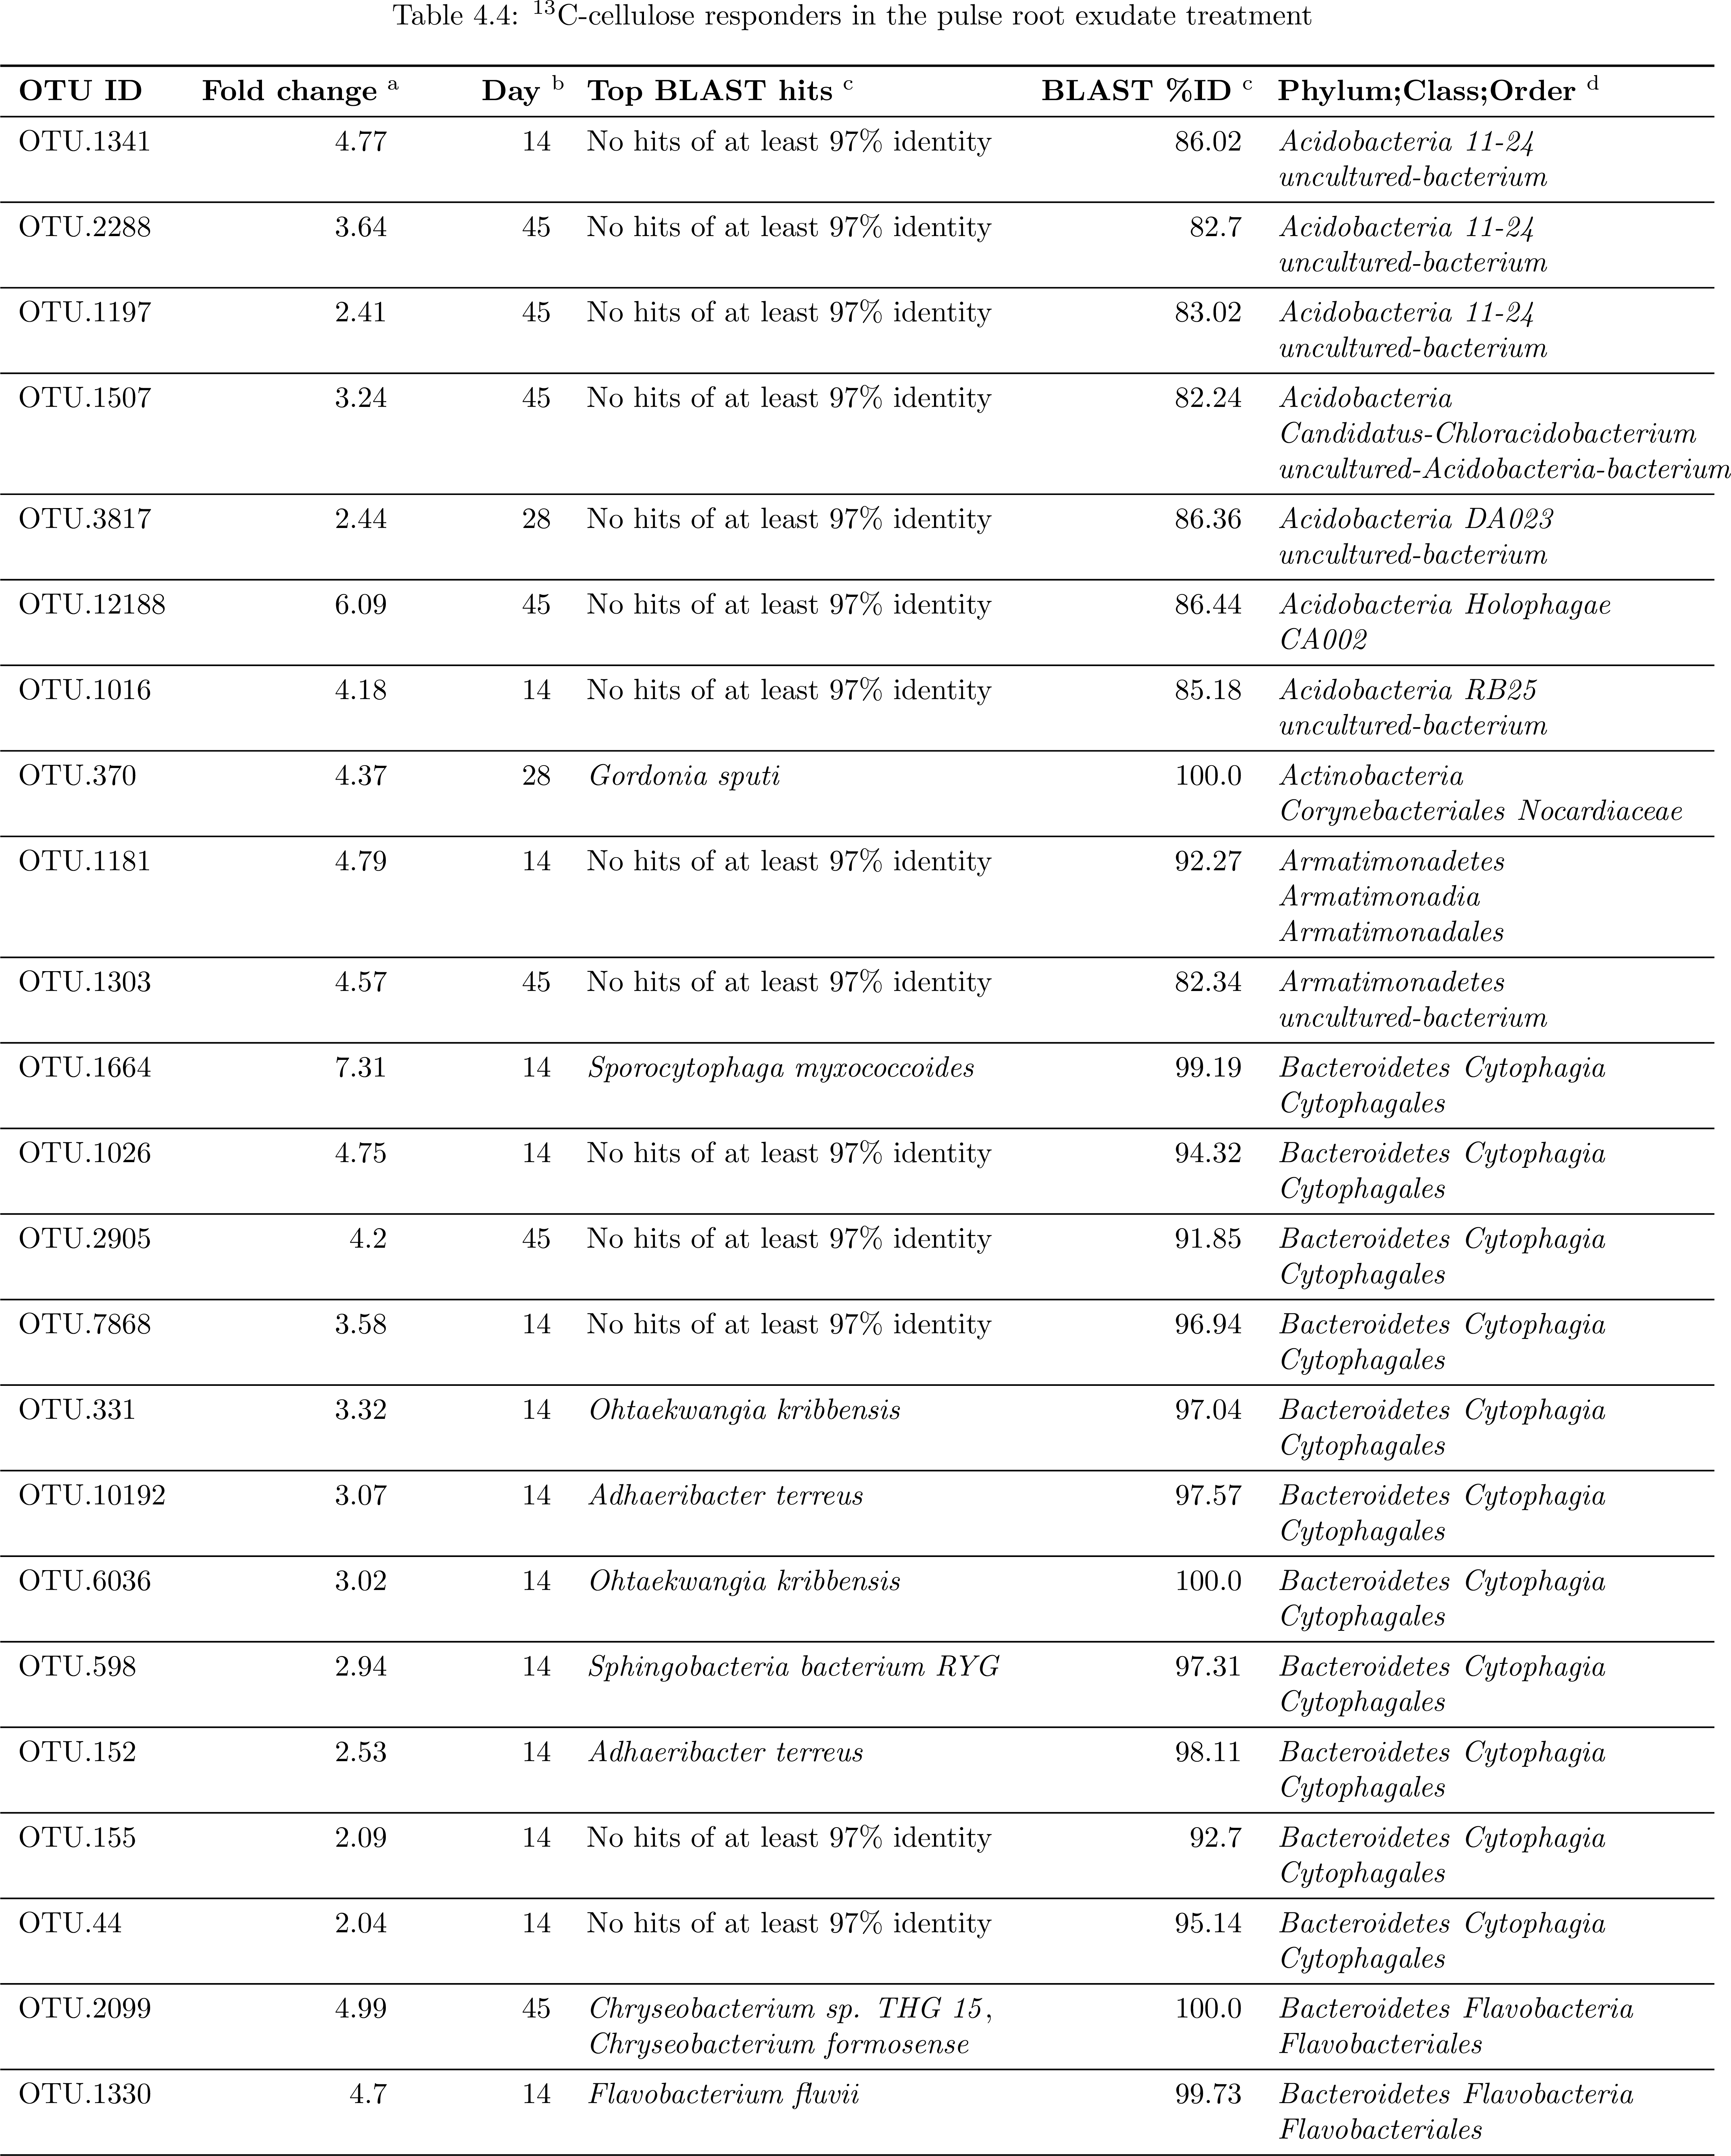 Table 4.4: ¹³C-cellulose responders in the pulse root exudate treatment
OTU ID Fold change ᵃ Day ᵇ Top BLAST hits ᶜ BLAST %ID ᶜ Phylum;Class;Order ᵈ
OTU.1341 4.77 14 No hits of at least 97% identity 86.02 Acidobacteria 11-24
uncultured-bacterium
OTU.2288 3.64 45 No hits of at least 97% identity 82.7 Acidobacteria 11-24
uncultured-bacterium
OTU.1197 2.41 45 No hits of at least 97% identity 83.02 Acidobacteria 11-24
uncultured-bacterium
OTU.1507 3.24 45 No hits of at least 97% identity 82.24 Acidobacteria
Candidatus-Chloracidobacterium
uncultured-Acidobacteria-bacterium
OTU.3817 2.44 28 No hits of at least 97% identity 86.36 Acidobacteria DA023
uncultured-bacterium
OTU.12188 6.09 45 No hits of at least 97% identity 86.44 Acidobacteria Holophagae
CA002
OTU.1016 4.18 14 No hits of at least 97% identity 85.18 Acidobacteria RB25
uncultured-bacterium
OTU.370 4.37 28 Gordonia sputi 100.0 Actinobacteria
Corynebacteriales Nocardiaceae
OTU.1181 4.79 14 No hits of at least 97% identity 92.27 Armatimonadetes
Armatimonadia
Armatimonadales
OTU.1303 4.57 45 No hits of at least 97% identity 82.34 Armatimonadetes
uncultured-bacterium
OTU.1664 7.31 14 Sporocytophaga myxococcoides 99.19 Bacteroidetes Cytophagia
Cytophagales
OTU.1026 4.75 14 No hits of at least 97% identity 94.32 Bacteroidetes Cytophagia
Cytophagales
OTU.2905 4.2 45 No hits of at least 97% identity 91.85 Bacteroidetes Cytophagia
Cytophagales
OTU.7868 3.58 14 No hits of at least 97% identity 96.94 Bacteroidetes Cytophagia
Cytophagales
OTU.331 3.32 14 Ohtaekwangia kribbensis 97.04 Bacteroidetes Cytophagia
Cytophagales
OTU.10192 3.07 14 Adhaeribacter terreus 97.57 Bacteroidetes Cytophagia
Cytophagales
OTU.6036 3.02 14 Ohtaekwangia kribbensis 100.0 Bacteroidetes Cytophagia
Cytophagales
OTU.598 2.94 14 Sphingobacteria bacterium RYG 97.31 Bacteroidetes Cytophagia
Cytophagales
OTU.152 2.53 14 Adhaeribacter terreus 98.11 Bacteroidetes Cytophagia
Cytophagales
OTU.155 2.09 14 No hits of at least 97% identity 92.7 Bacteroidetes Cytophagia
Cytophagales
OTU.44 2.04 14 No hits of at least 97% identity 95.14 Bacteroidetes Cytophagia
Cytophagales
OTU.2099 4.99 45 Chryseobacterium sp. THG 15, 100.0 Bacteroidetes Flavobacteria
Chryseobacterium formosense Flavobacteriales
OTU.1330 4.7 14 Flavobacterium fluvii 99.73 Bacteroidetes Flavobacteria
Flavobacteriales